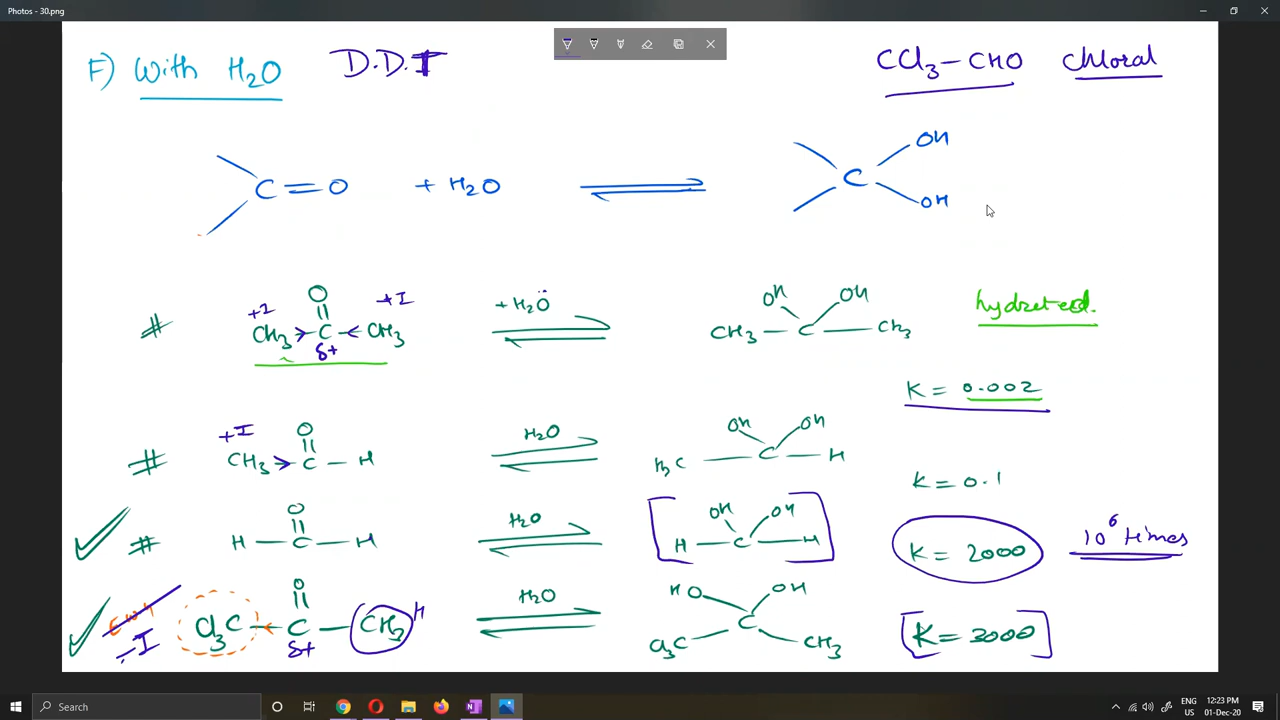 Photos - 30.png
F) With H2O D.D.T CCl3 - CHO Chloral
C = O + H2O ⇌ C OH OH
+I +I
O
CH3 → C ← CH3 + H2O ⇌ CH3 - C - CH3 OH OH hydrated.
δ+
K = 0.002
+I
O
CH3 → C - H H2O ⇌ H3C - C - H OH OH
K = 0.1
O
H - C - H H2O ⇌ [H - C - H OH OH]
K = 2000 10^6 times
O
-I Cl3C - C - CH3 H H2O ⇌ HO OH C Cl3C CH3
δ+
K = 3000
Search
ENG
US
12:23 PM
01-Dec-20